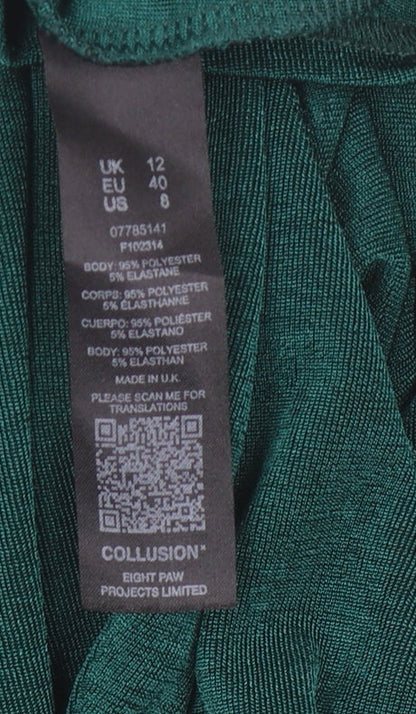 UK 12
EU 40
US 8
07785141
F102314
BODY: 95% POLYESTER
5% ELASTANE
CORPS: 95% POLYESTER
5% ÉLASTHANNE
CUERPO: 95% POLIÉSTER
5% ELASTANO
BODY: 95% POLYESTER
5% ELASTHAN
MADE IN U.K.
PLEASE SCAN ME FOR
TRANSLATIONS
COLLUSION
EIGHT PAW
PROJECTS LIMITED